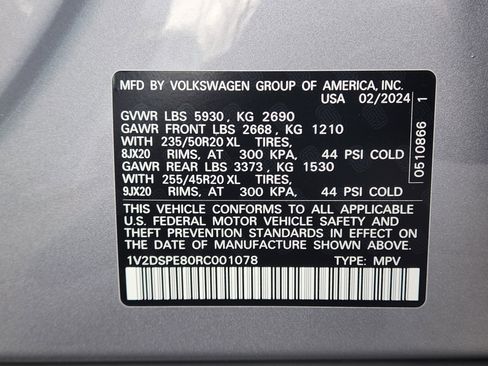 MFD BY VOLKSWAGEN GROUP OF AMERICA, INC.
USA 02/2024
GVWR LBS 5930, KG 2690
GAWR FRONT LBS 2668, KG 1210
WITH 235/50R20 XL TIRES,
8JX20 RIMS, AT 300 KPA, 44 PSI COLD
GAWR REAR LBS 3373, KG 1530
WITH 255/45R20 XL TIRES,
9JX20 RIMS, AT 300 KPA, 44 PSI COLD
THIS VEHICLE CONFORMS TO ALL APPLICABLE
U.S. FEDERAL MOTOR VEHICLE SAFETY AND
THEFT PREVENTION STANDARDS IN EFFECT ON
THE DATE OF MANUFACTURE SHOWN ABOVE.
1V2DSPE80RC001078 TYPE: MPV
0510866 1